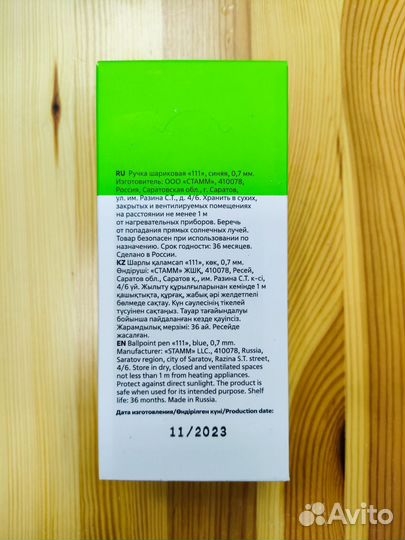 RU Ручка шариковая «111», синяя, 0,7 мм.
Изготовитель: ООО «СТАММ», 410078,
Россия, Саратовская обл., г. Саратов,
ул. им. Разина С.Т., д. 4/6. Хранить в сухих,
закрытых и вентилируемых помещениях
на расстоянии не менее 1 м
от нагревательных приборов. Беречь
от попадания прямых солнечных лучей.
Товар безопасен при использовании по
назначению. Срок годности: 36 месяцев.
Сделано в России.
KZ Шарлы қаламсап «111», көк, 0,7 мм.
Өндіруші: «СТАММ» ЖШҚ, 410078, Ресей,
Саратов обл., Саратов қ., им. Разина С.Т. к-сі,
4/6 үй. Жылыту құрылғыларынан кемінде 1 м
қашықтықта, құрғақ, жабық әрі желдетпелі
бөлмеде сақтау. Күн сәулесінің тікелей
түсуінен сақтаңыз. Тауар тағайындалуы
бойынша пайдаланған кезде қауіпсіз.
Жарамдылық мерзімі: 36 ай. Ресейде
жасалған.
EN Ballpoint pen «111», blue, 0.7 mm.
Manufacturer: «STAMM» LLC., 410078, Russia,
Saratov region, city of Saratov, Razina S.T. street,
4/6. Store in dry, closed and ventilated spaces
not less than 1 m from heating appliances.
Protect against direct sunlight. The product is
safe when used for its intended purpose. Shelf
life: 36 months. Made in Russia.
Дата изготовления/Өндірілген күні/Production date:
11/2023
Avito